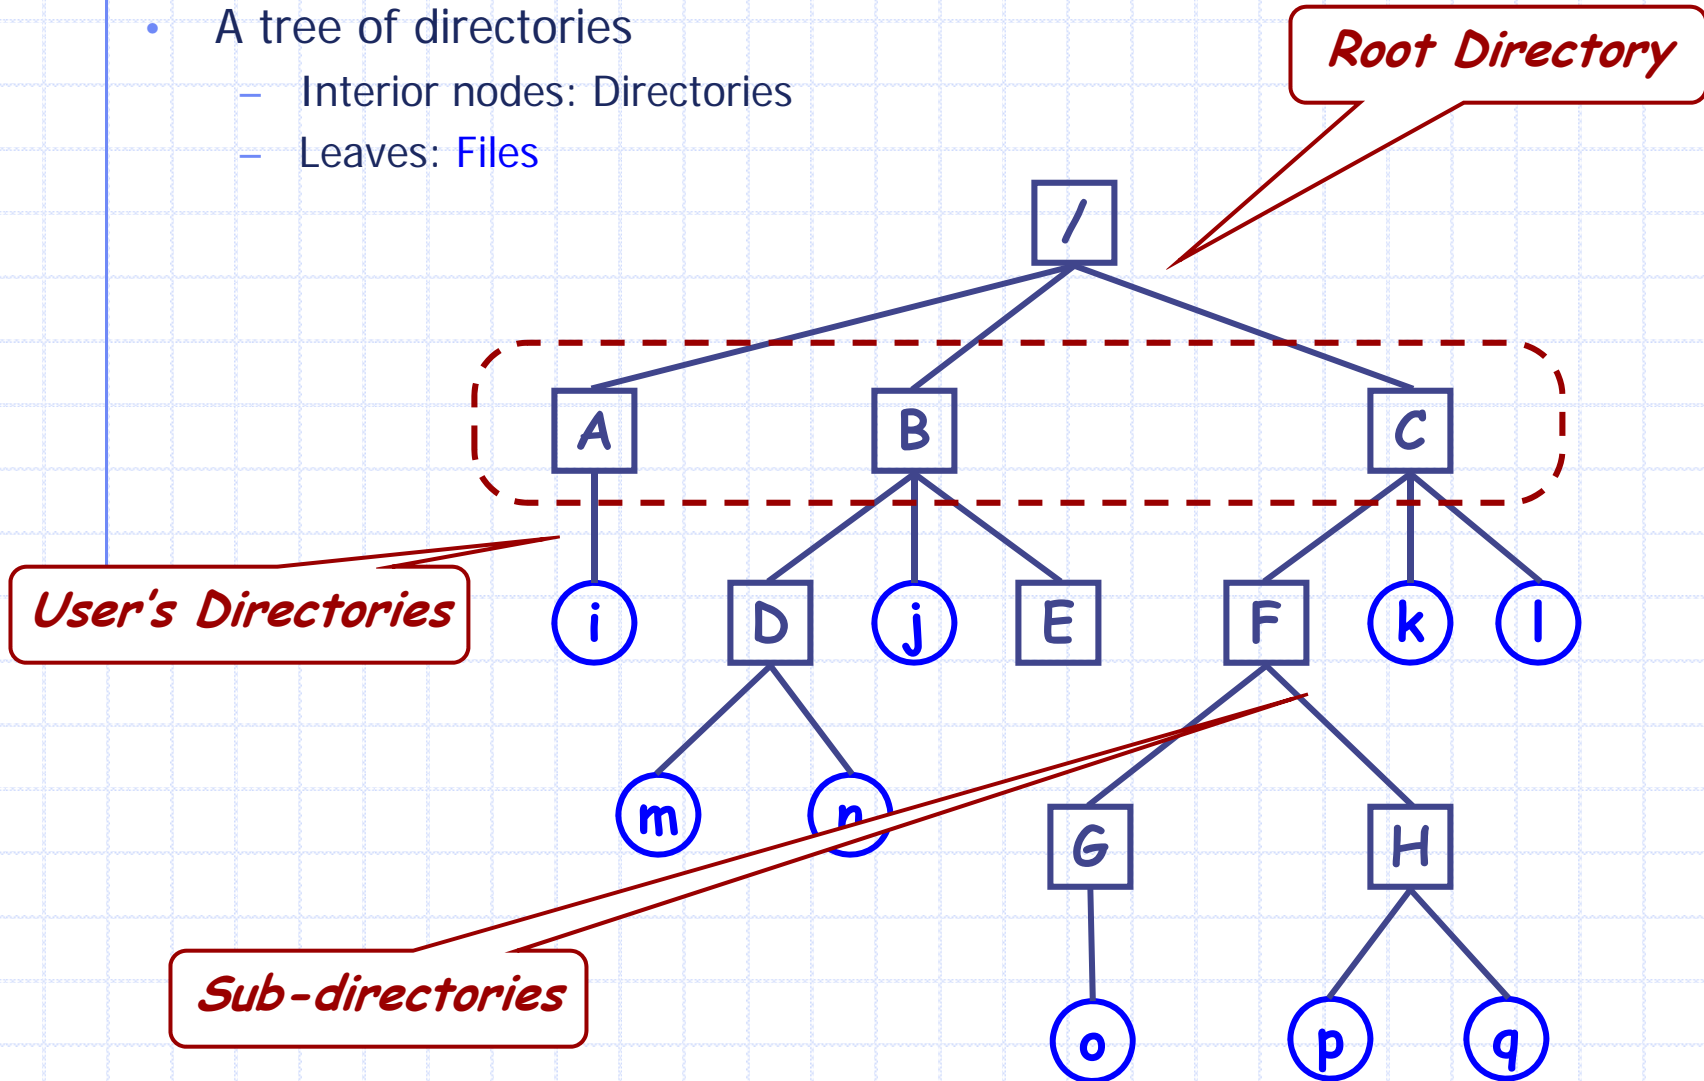 • A tree of directories
– Interior nodes: Directories
– Leaves: Files
Root Directory
/
A B C
User's Directories
i D j E F k l
m n
G H
Sub-directories
o p q